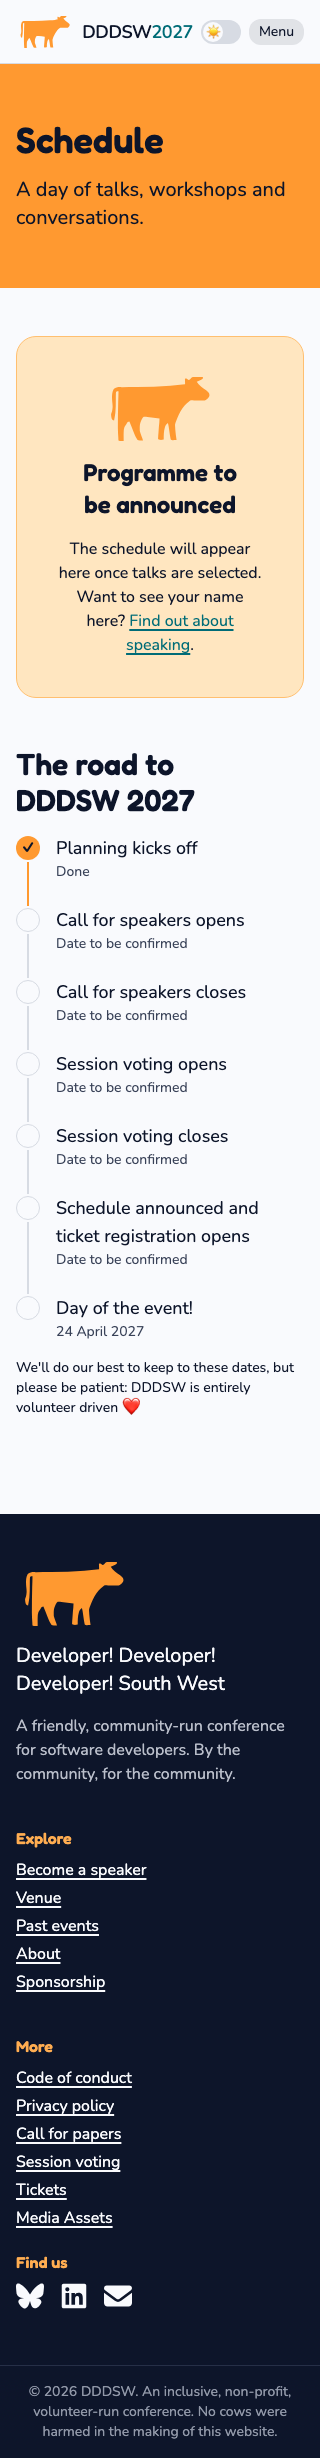 DDDSW2027
Menu
Schedule
A day of talks, workshops and
conversations.
Programme to
be announced
The schedule will appear
here once talks are selected.
Want to see your name
here? Find out about
speaking.
The road to
DDDSW 2027
Planning kicks off
Done
Call for speakers opens
Date to be confirmed
Call for speakers closes
Date to be confirmed
Session voting opens
Date to be confirmed
Session voting closes
Date to be confirmed
Schedule announced and
ticket registration opens
Date to be confirmed
Day of the event!
24 April 2027
We'll do our best to keep to these dates, but
please be patient: DDDSW is entirely
volunteer driven ❤️
Developer! Developer!
Developer! South West
A friendly, community-run conference
for software developers. By the
community, for the community.
Explore
Become a speaker
Venue
Past events
About
Sponsorship
More
Code of conduct
Privacy policy
Call for papers
Session voting
Tickets
Media Assets
Find us
© 2026 DDDSW. An inclusive, non-profit,
volunteer-run conference. No cows were
harmed in the making of this website.